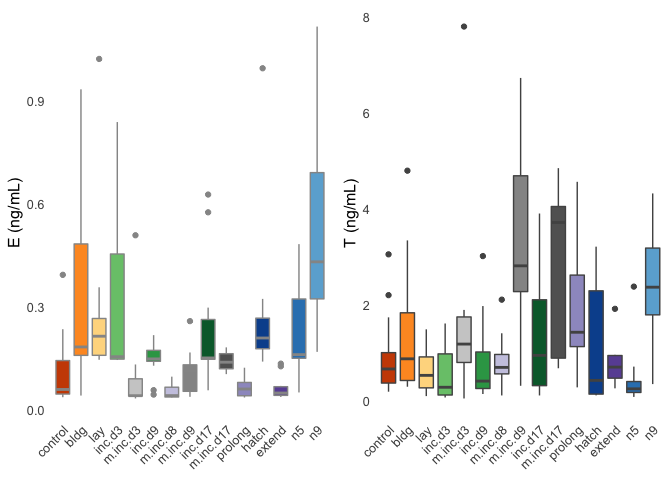 E (ng/mL)
0.9
0.6
0.3
0.0
control
bldg
lay
inc.d3
m.inc.d3
inc.d9
m.inc.d8
m.inc.d9
inc.d17
m.inc.d17
prolong
hatch
extend
n5
n9
T (ng/mL)
8
6
4
2
0
control
bldg
lay
inc.d3
m.inc.d3
inc.d9
m.inc.d8
m.inc.d9
inc.d17
m.inc.d17
prolong
hatch
extend
n5
n9